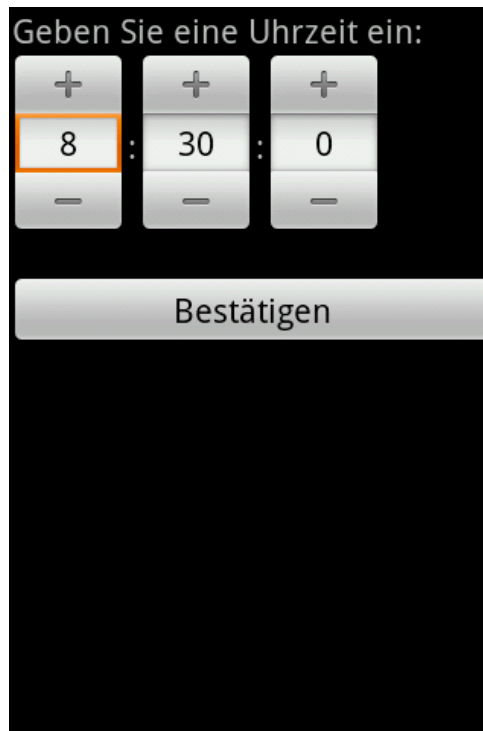 Geben Sie eine Uhrzeit ein:
+ + +
8 : 30 : 0
− − −
Bestätigen